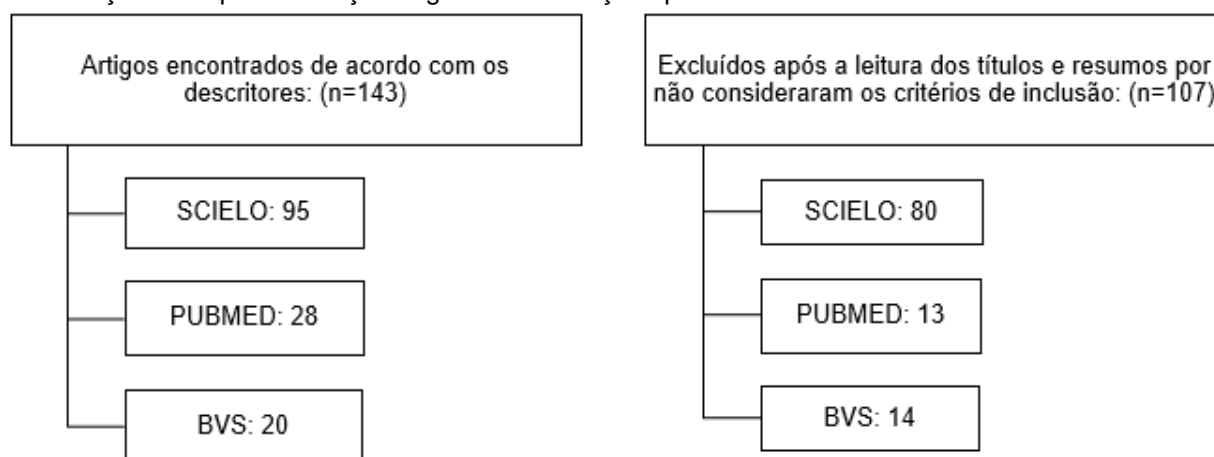 Artigos encontrados de acordo com os
descritores: (n=143)
SCIELO: 95
PUBMED: 28
BVS: 20
Excluídos após a leitura dos títulos e resumos por
não consideraram os critérios de inclusão: (n=107)
SCIELO: 80
PUBMED: 13
BVS: 14